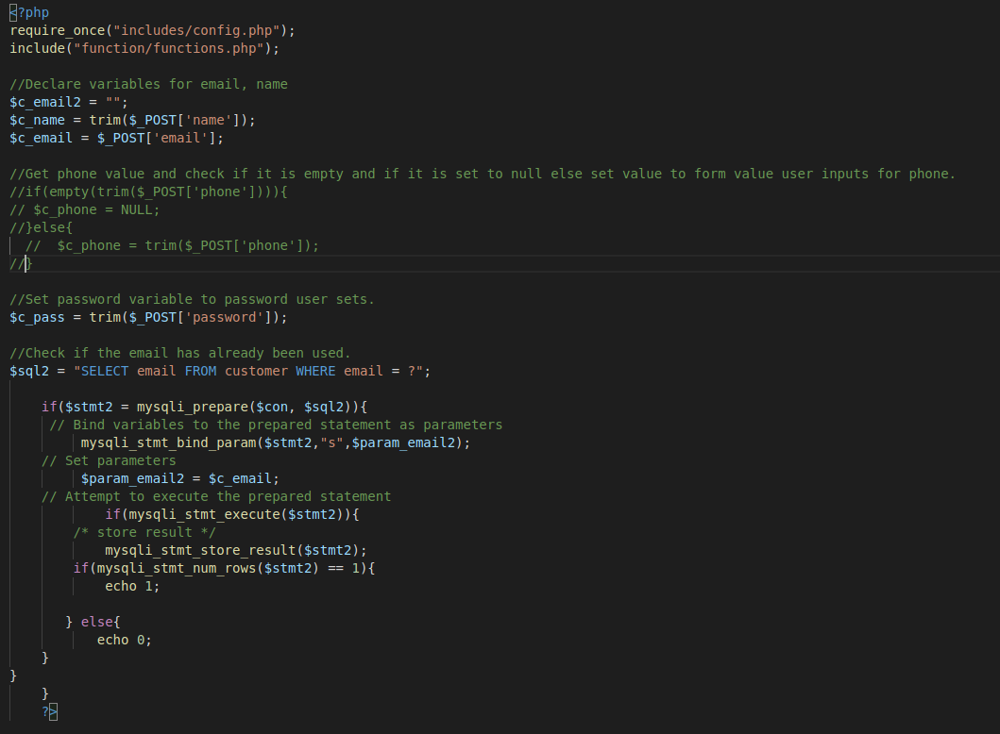 <?php
require_once("includes/config.php");
include("function/functions.php");
//Declare variables for email, name
$c_email2 = "";
$c_name = trim($_POST['name']);
$c_email = $_POST['email'];
//Get phone value and check if it is empty and if it is set to null else set value to form value user inputs for phone.
//if(empty(trim($_POST['phone']))){
// $c_phone = NULL;
//}else{
//  $c_phone = trim($_POST['phone']);
//}
//Set password variable to password user sets.
$c_pass = trim($_POST['password']);
//Check if the email has already been used.
$sql2 = "SELECT email FROM customer WHERE email = ?";
if($stmt2 = mysqli_prepare($con, $sql2)){
// Bind variables to the prepared statement as parameters
mysqli_stmt_bind_param($stmt2,"s",$param_email2);
// Set parameters
$param_email2 = $c_email;
// Attempt to execute the prepared statement
if(mysqli_stmt_execute($stmt2)){
/* store result */
mysqli_stmt_store_result($stmt2);
if(mysqli_stmt_num_rows($stmt2) == 1){
echo 1;
} else{
echo 0;
}
}
}
?>